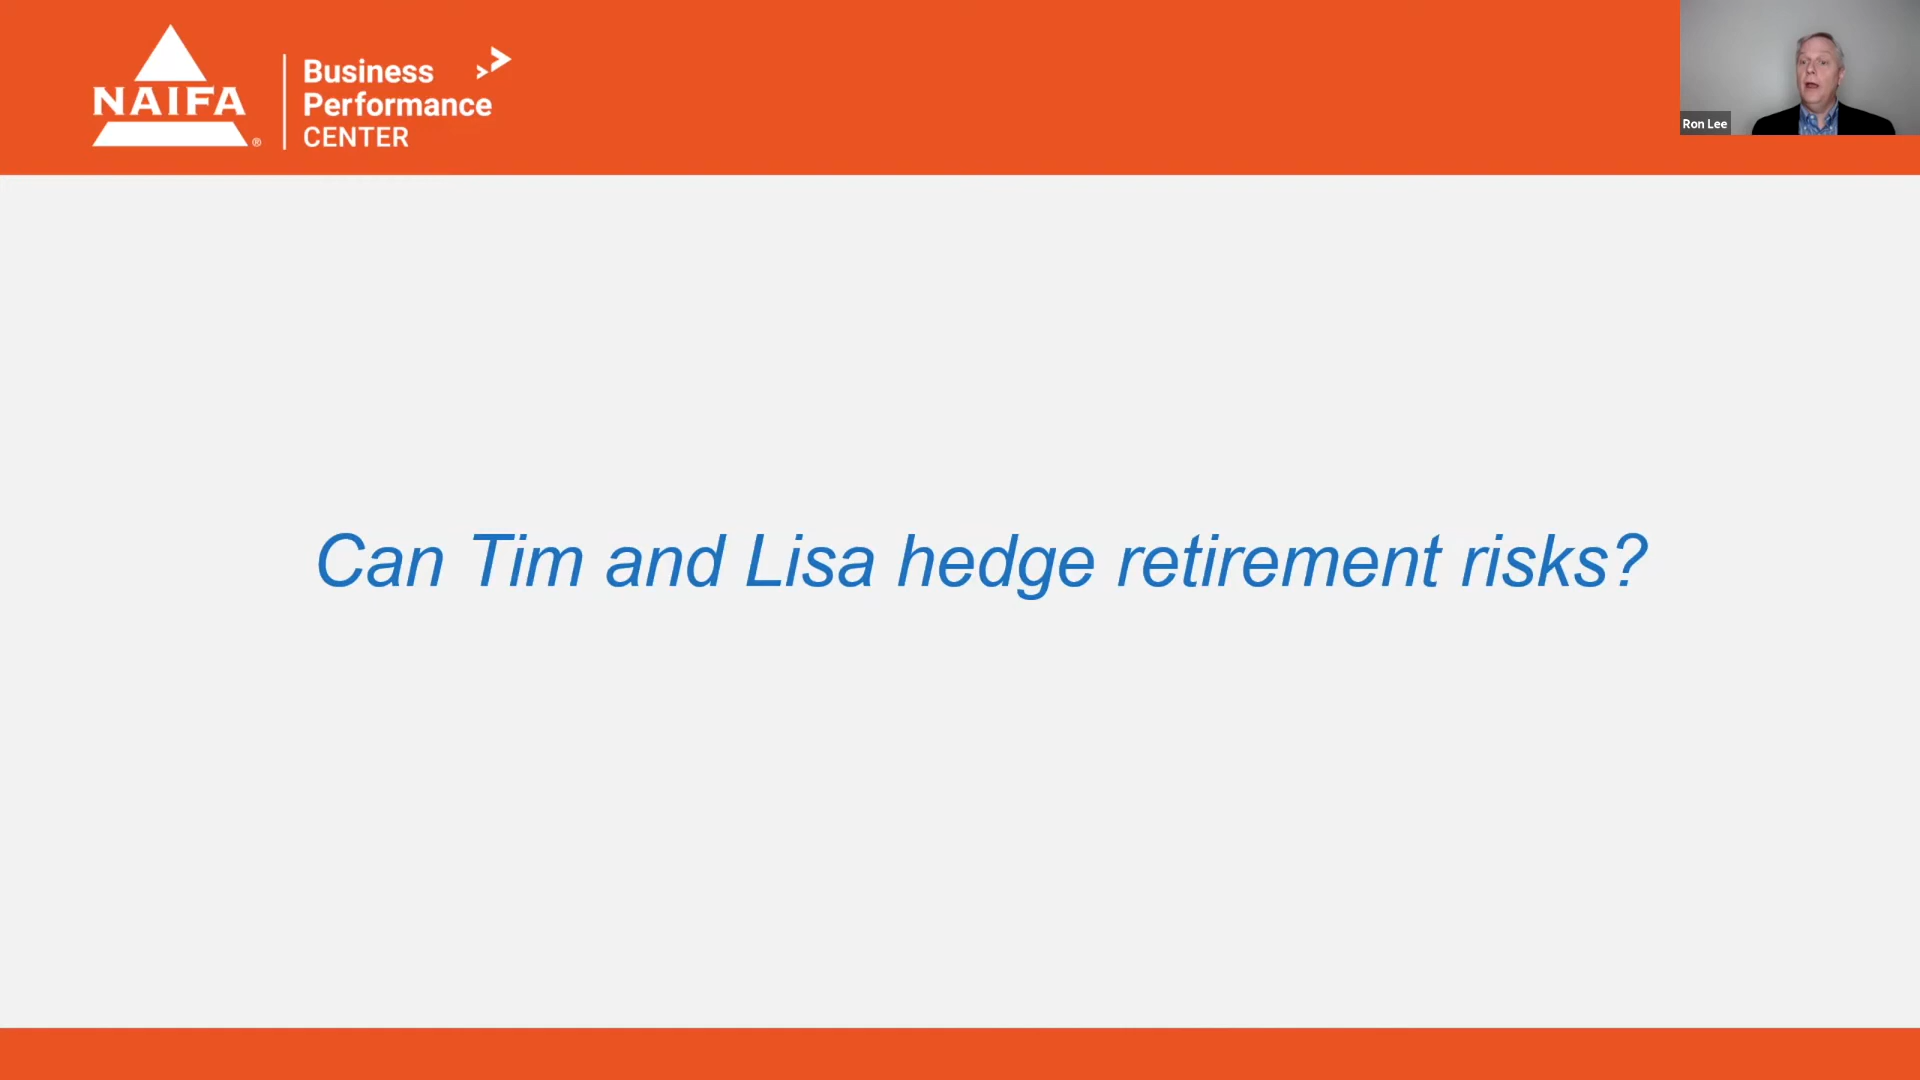 NAIFA®
Business
Performance
CENTER
Ron Lee
Can Tim and Lisa hedge retirement risks?